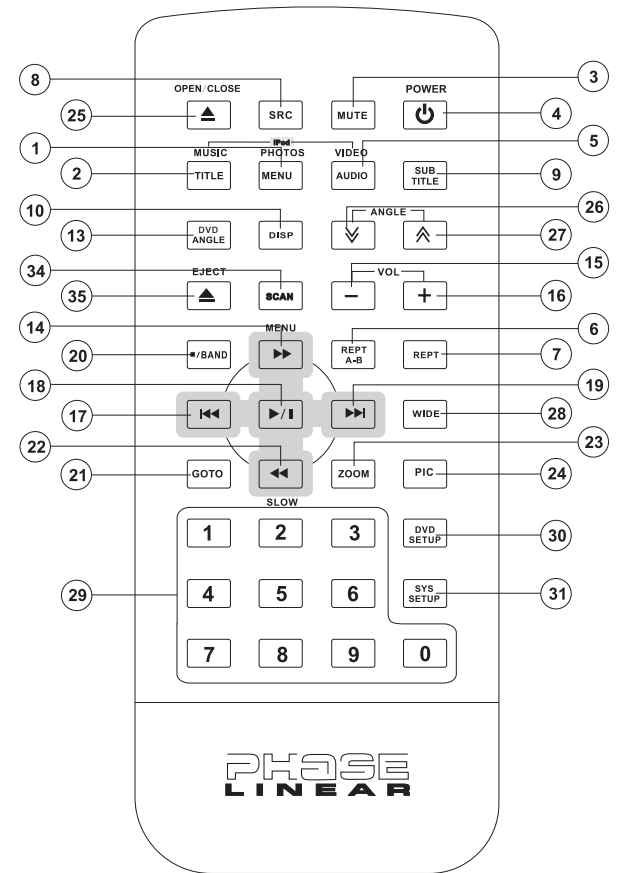 8 3
OPEN/CLOSE POWER
25 SRC MUTE 4
iPod
1 MUSIC PHOTOS VIDEO 5
2 TITLE MENU AUDIO SUB TITLE 9
10 ANGLE 26
13 DVD ANGLE DISP 27
34 EJECT VOL 15
35 SCAN − + 16
14 MENU 6
20 ■/BAND ▶▶ REPT A-B REPT 7
18 19
17 |◀◀ ▶/|| ▶▶| WIDE 28
22 23
21 GOTO ◀◀ ZOOM PIC 24
SLOW
1 2 3 DVD SETUP 30
29 4 5 6 SYS SETUP 31
7 8 9 0
PHASE
LINEAR